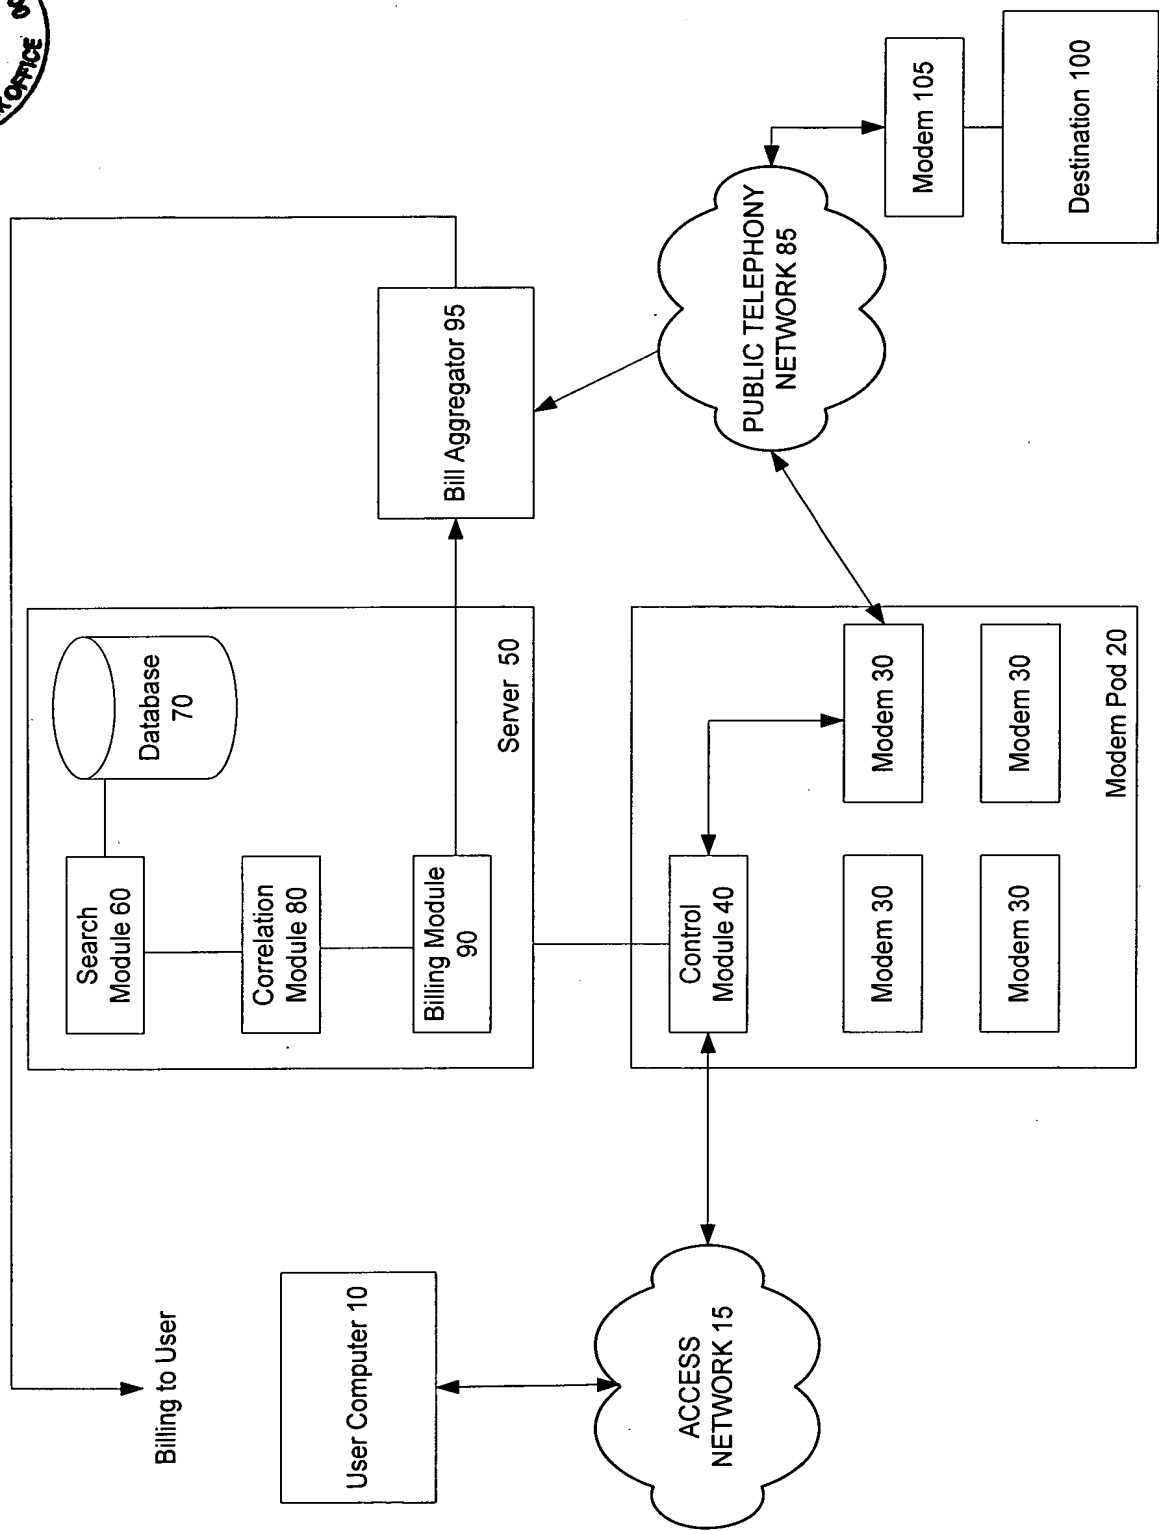 OFFICE
Billing to User
User Computer 10
ACCESS
NETWORK 15
Search
Module 60
Database
70
Correlation
Module 80
Billing Module
90
Server 50
Control
Module 40
Modem 30
Modem 30
Modem 30
Modem 30
Modem Pod 20
Bill Aggregator 95
PUBLIC TELEPHONY
NETWORK 85
Modem 105
Destination 100